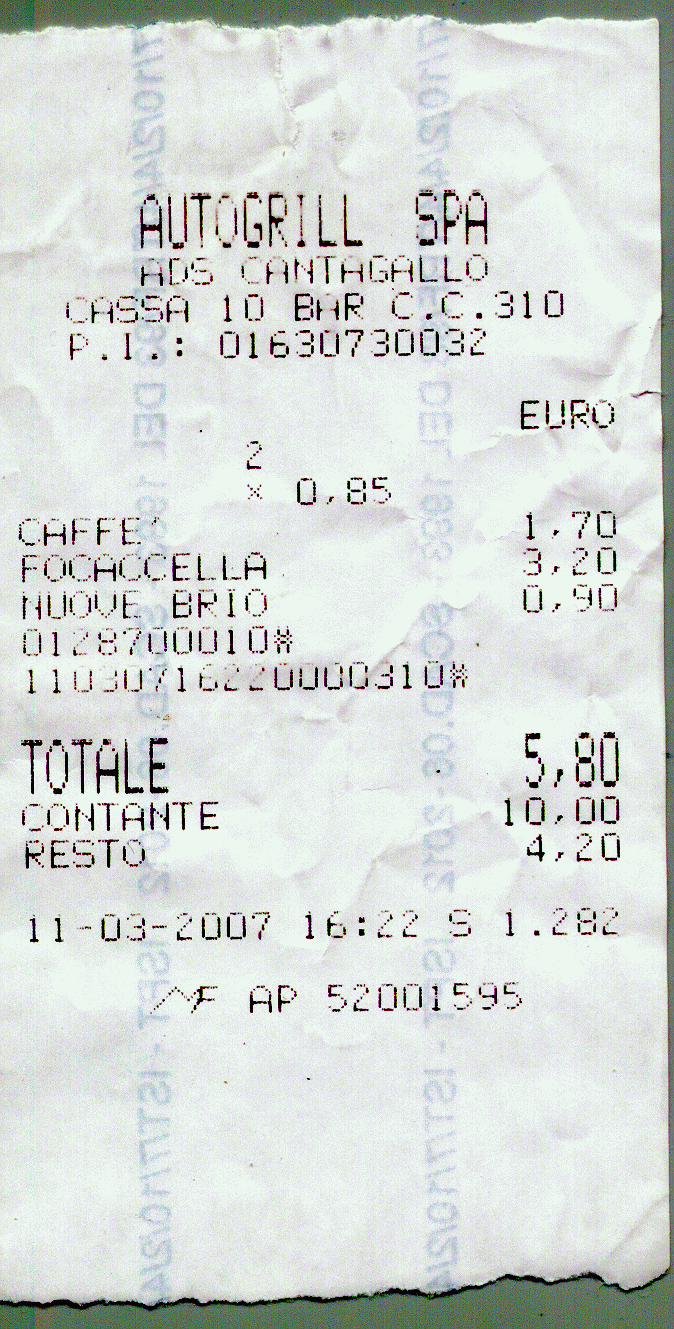 AUTOGRILL SPA
ADS CANTAGALLO
CASSA 10 BAR C.C.310
P.I.: 01630730032
EURO
2
× 0,85
CAFFE' 1,70
FOCACCELLA 3,20
NUOVE BRIO 0,90
0128700010*
11030716220000310*
TOTALE 5,80
CONTANTE 10,00
RESTO 4,20
11-03-2007 16:22 S 1.282
MF AP 52001595